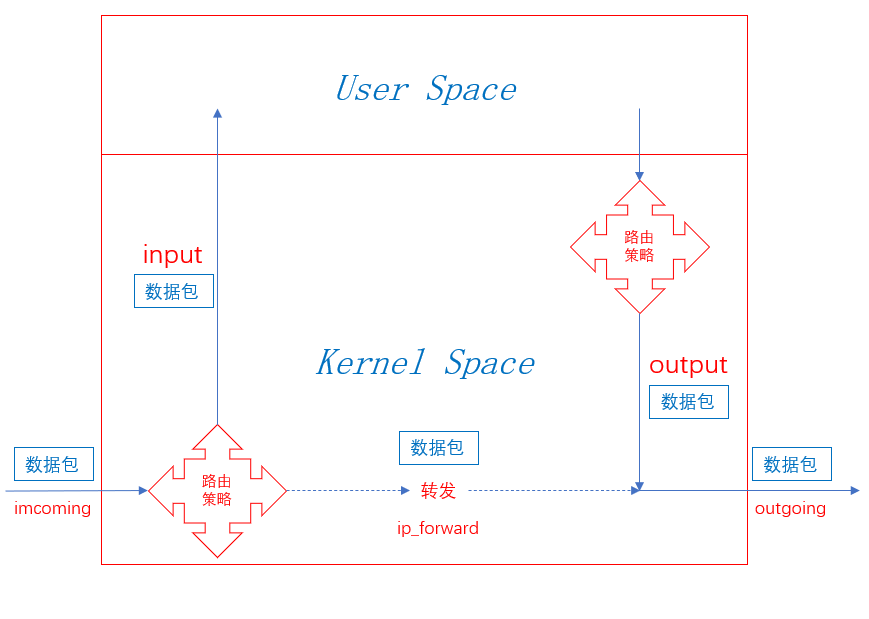 User Space
路由
策略
input
数据包
Kernel Space
output
数据包
数据包
数据包
数据包
路由
策略
转发
imcoming
ip_forward
outgoing